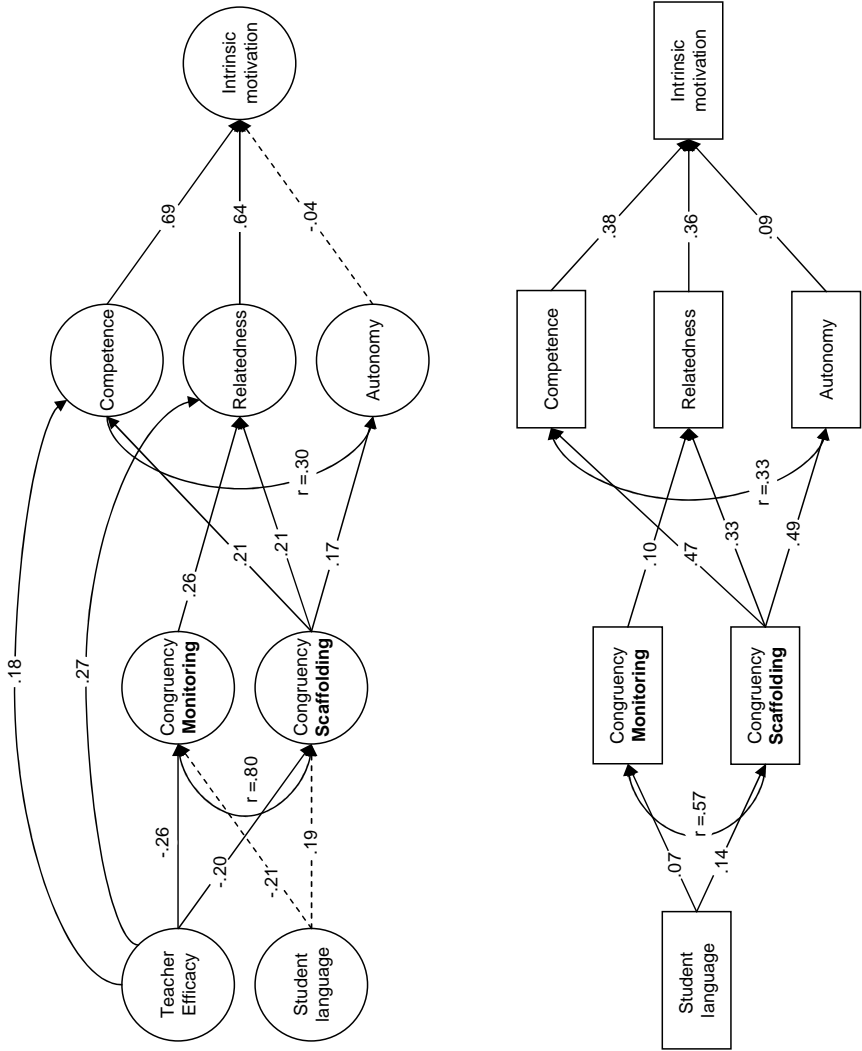 Intrinsic
motivation
.69
.64
-.04
Competence
Relatedness
Autonomy
r =.30
.18
.27
.26
.21
.21
.17
Congruency
Monitoring
Congruency
Scaffolding
r =.80
-.26
-.20
-.21
.19
Teacher
Efficacy
Student
language
Intrinsic
motivation
.38
.36
.09
Competence
Relatedness
Autonomy
r =.33
.10
.47
.33
.49
Congruency
Monitoring
Congruency
Scaffolding
r =.57
.07
.14
Student
language